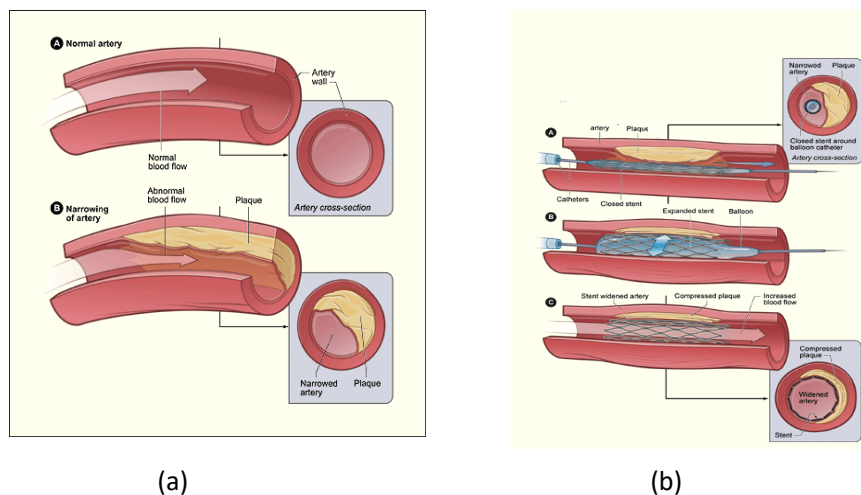 A Normal artery
Artery
wall
Normal
blood flow
Artery cross-section
Abnormal
blood flow
Plaque
B Narrowing
of artery
Narrowed
artery
Plaque
(a)
Narrowed
artery
Plaque
Closed stent around
balloon catheter
Artery cross-section
A
artery
Plaque
Catheters
Closed stent
B
Expanded stent
Balloon
C
Stent widened artery
Compressed plaque
Increased
blood flow
Compressed
plaque
Widened
artery
Stent
(b)